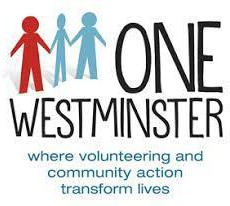 ONE
WESTMINSTER
where volunteering and
community action
transform lives